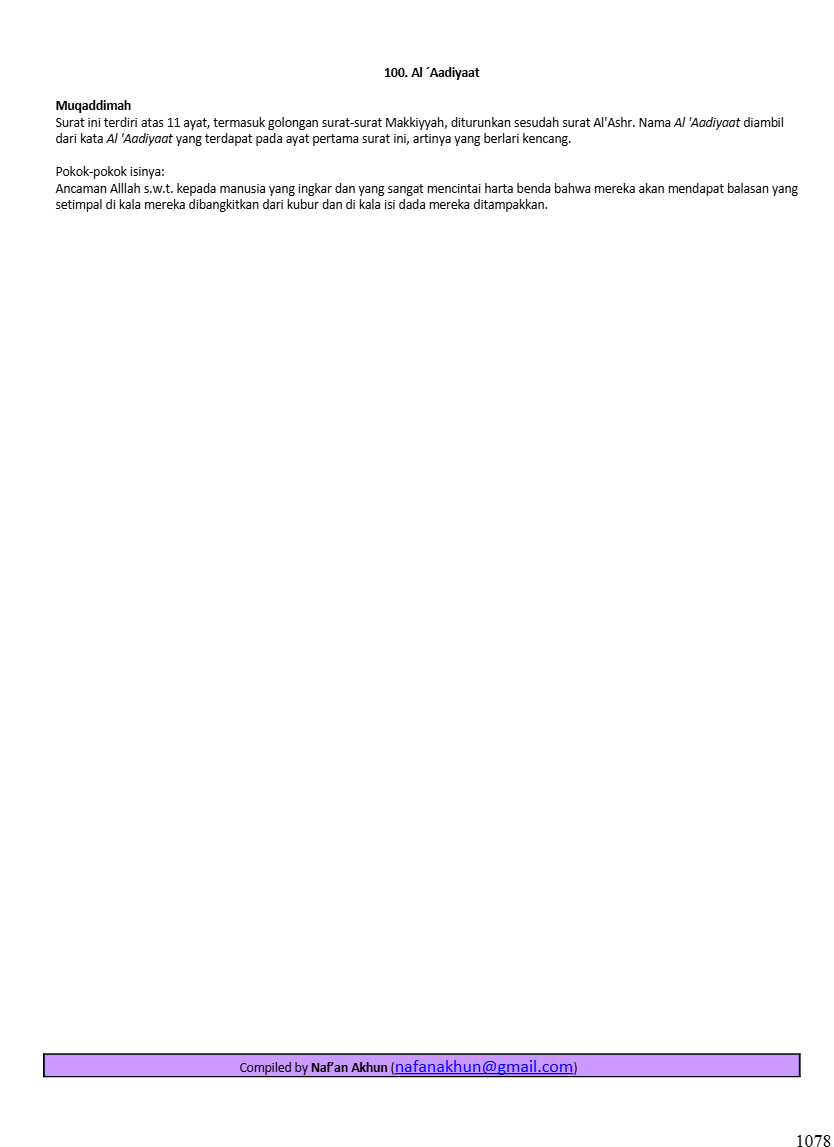 100. Al ´Aadiyaat
Muqaddimah
Surat ini terdiri atas 11 ayat, termasuk golongan surat-surat Makkiyyah, diturunkan sesudah surat Al'Ashr. Nama Al 'Aadiyaat diambil
dari kata Al 'Aadiyaat yang terdapat pada ayat pertama surat ini, artinya yang berlari kencang.
Pokok-pokok isinya:
Ancaman Alllah s.w.t. kepada manusia yang ingkar dan yang sangat mencintai harta benda bahwa mereka akan mendapat balasan yang
setimpal di kala mereka dibangkitkan dari kubur dan di kala isi dada mereka ditampakkan.
Compiled by Naf’an Akhun (nafanakhun@gmail.com)
1078